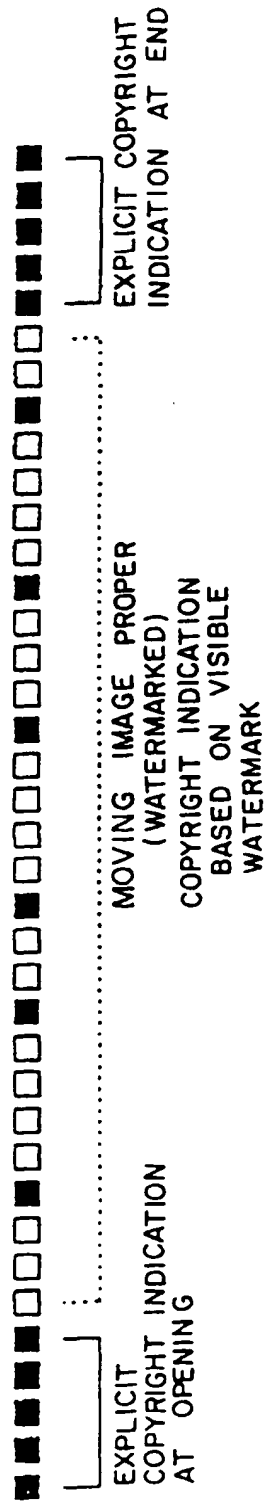 EXPLICIT
COPYRIGHT INDICATION
AT OPENING
MOVING IMAGE PROPER
(WATERMARKED)
COPYRIGHT INDICATION
BASED ON VISIBLE
WATERMARK
EXPLICIT COPYRIGHT
INDICATION AT END